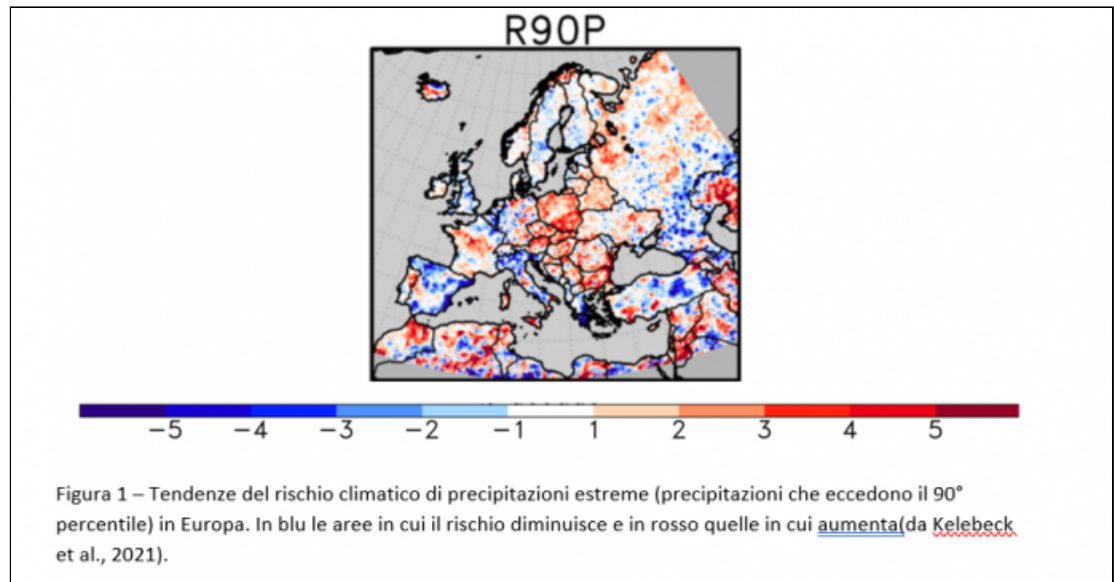 R90P
−5 −4 −3 −2 −1 1 2 3 4 5
Figura 1 – Tendenze del rischio climatico di precipitazioni estreme (precipitazioni che eccedono il 90°
percentile) in Europa. In blu le aree in cui il rischio diminuisce e in rosso quelle in cui aumenta(da Kelebeck
et al., 2021).